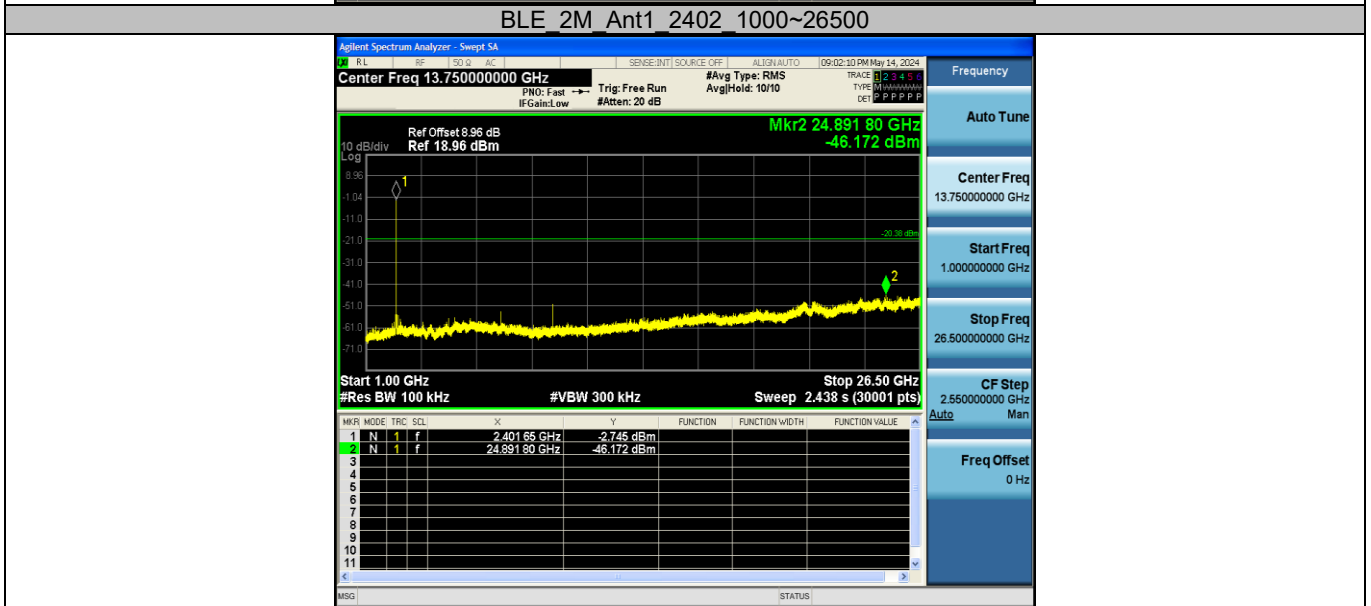 BLE_2M_Ant1_2402_1000~26500
Agilent Spectrum Analyzer - Swept SA
RL RF 50 Ω AC SENSE:INT SOURCE OFF ALIGNAUTO 09:02:10 PM May 14, 2024
Center Freq 13.750000000 GHz #Avg Type: RMS TRACE 1 2 3 4 5 6
PNO: Fast Trig: Free Run Avg|Hold: 10/10 TYPE M
IFGain:Low #Atten: 20 dB DET P P P P P P
Mkr2 24.891 80 GHz
-46.172 dBm
Ref Offset 8.96 dB
10 dB/div Ref 18.96 dBm
Log
8.96
1
-1.04
-11.0
-20.38 dBm
-21.0
-31.0
2
-41.0
-51.0
-61.0
-71.0
Start 1.00 GHz Stop 26.50 GHz
#Res BW 100 kHz #VBW 300 kHz Sweep 2.438 s (30001 pts)
MKR MODE TRC SCL X Y FUNCTION FUNCTION WIDTH FUNCTION VALUE
1 N 1 f 2.401 65 GHz -2.745 dBm
2 N 1 f 24.891 80 GHz -46.172 dBm
3
4
5
6
7
8
9
10
11
MSG STATUS
Frequency
Auto Tune
Center Freq
13.750000000 GHz
Start Freq
1.000000000 GHz
Stop Freq
26.500000000 GHz
CF Step
2.550000000 GHz
Auto Man
Freq Offset
0 Hz